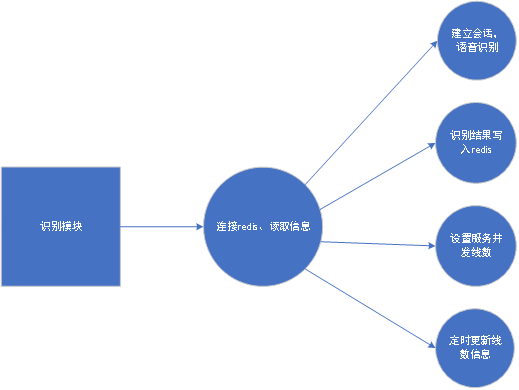 建立会话，
语音识别
识别结果写
入redis
识别模块
连接redis、读取信息
设置服务并
发线数
定时更新线
数信息